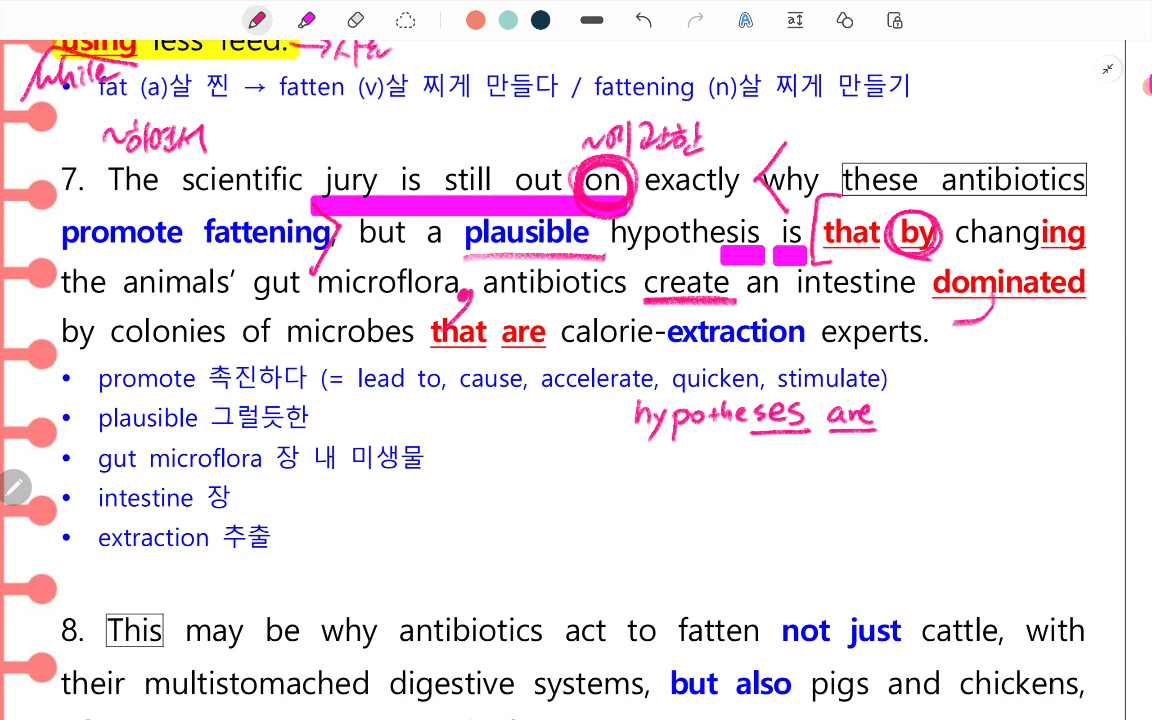 using less feed. → 사료
while
• fat (a)살 찐 → fatten (v)살 찌게 만들다 / fattening (n)살 찌게 만들기
~하여서 ~에 관한
7. The scientific jury is still out on exactly why these antibiotics
promote fattening, but a plausible hypothesis is that by changing
the animals’ gut microflora, antibiotics create an intestine dominated
by colonies of microbes that are calorie-extraction experts.
• promote 촉진하다 (= lead to, cause, accelerate, quicken, stimulate)
• plausible 그럴듯한
hypotheses are
• gut microflora 장 내 미생물
• intestine 장
• extraction 추출
8. This may be why antibiotics act to fatten not just cattle, with
their multistomached digestive systems, but also pigs and chickens,